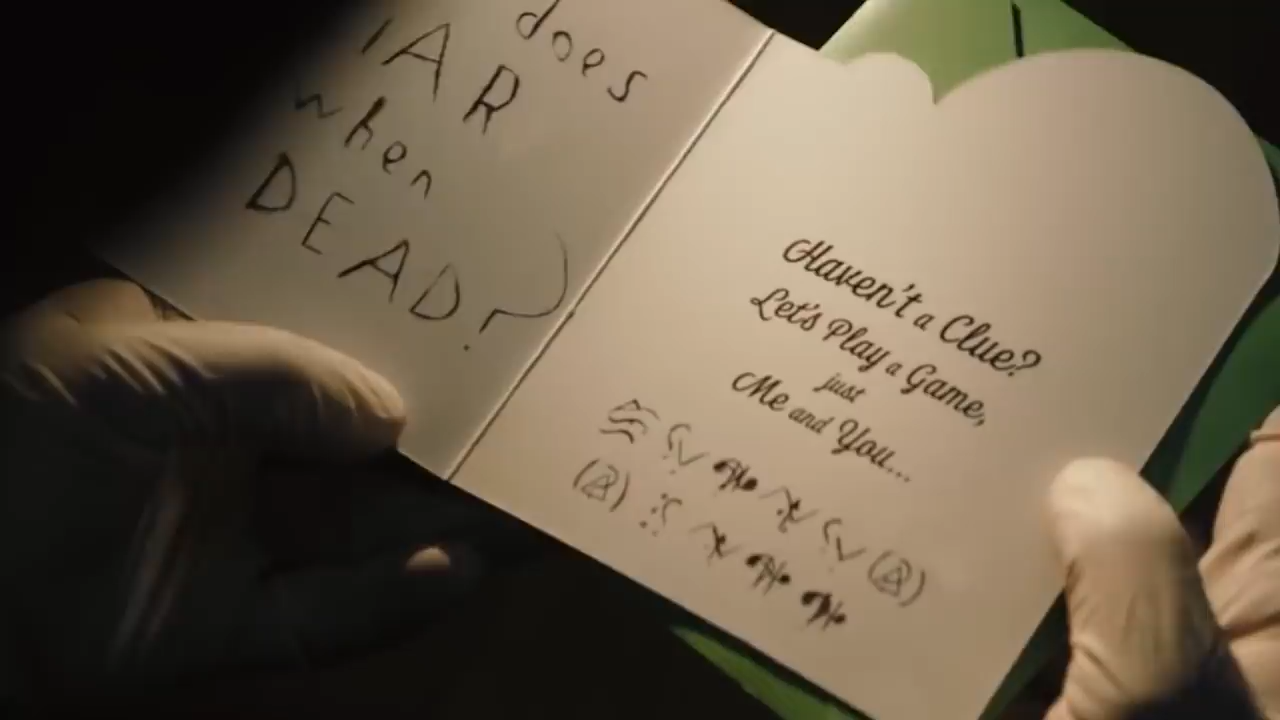 does
IAR
when
DEAD?
Haven't a Clue?
Let's Play a Game,
just
Me and You...